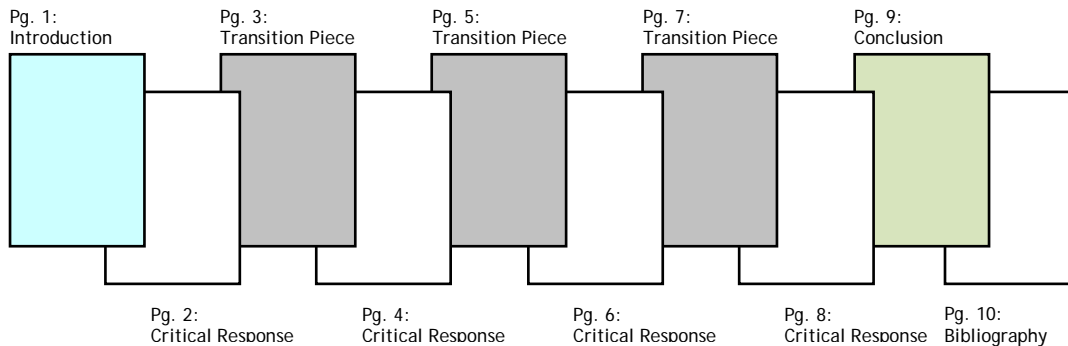 Pg. 1:
Introduction
Pg. 3:
Transition Piece
Pg. 5:
Transition Piece
Pg. 7:
Transition Piece
Pg. 9:
Conclusion
Pg. 2:
Critical Response
Pg. 4:
Critical Response
Pg. 6:
Critical Response
Pg. 8:
Critical Response
Pg. 10:
Bibliography